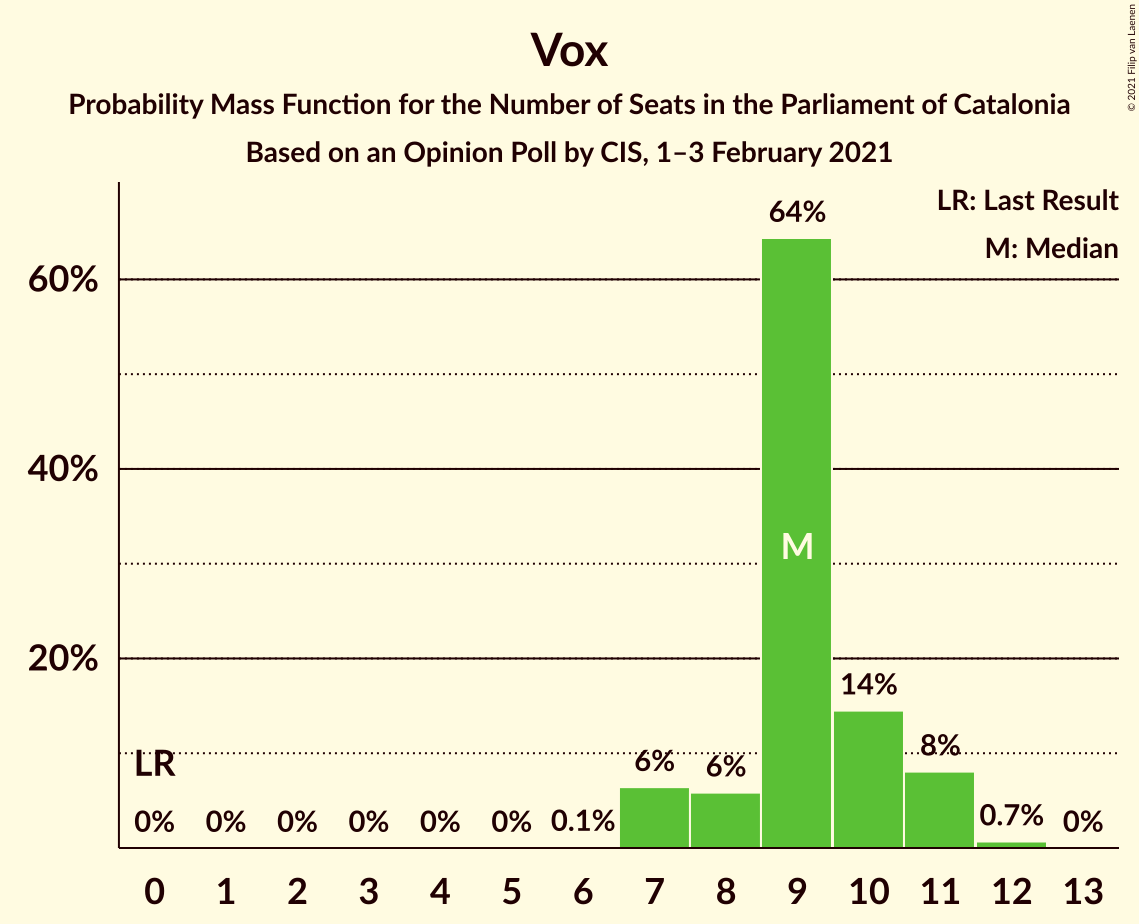 Vox
Probability Mass Function for the Number of Seats in the Parliament of Catalonia
Based on an Opinion Poll by CIS, 1–3 February 2021
© 2021 Filip van Laenen
LR: Last Result
M: Median
60%
40%
20%
LR
0%
0%
0%
0%
0%
0%
0.1%
6%
6%
64%
M
14%
8%
0.7%
0%
0 1 2 3 4 5 6 7 8 9 10 11 12 13